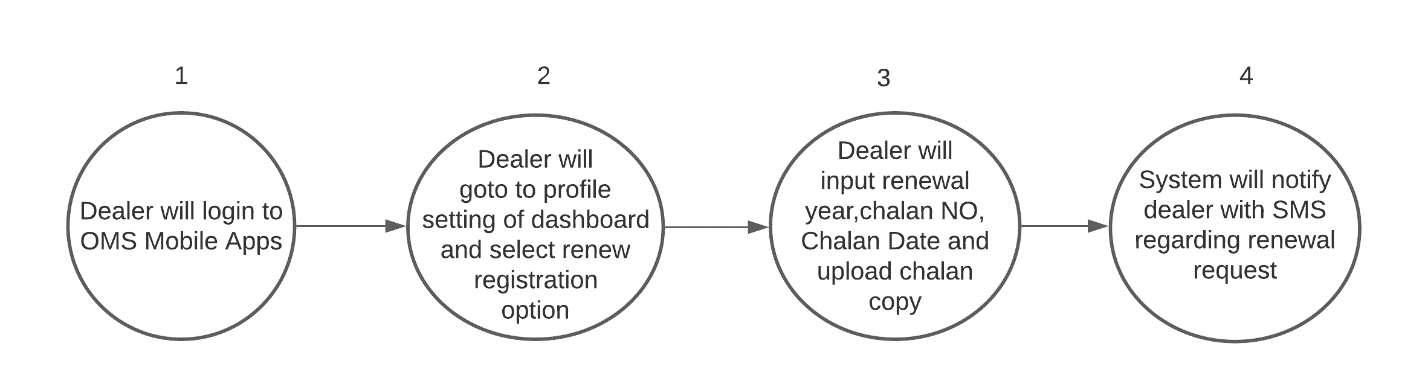 1
Dealer will login to
OMS Mobile Apps
2
Dealer will
goto to profile
setting of dashboard
and select renew
registration
option
3
Dealer will
input renewal
year,chalan NO,
Chalan Date and
upload chalan
copy
4
System will notify
dealer with SMS
regarding renewal
request